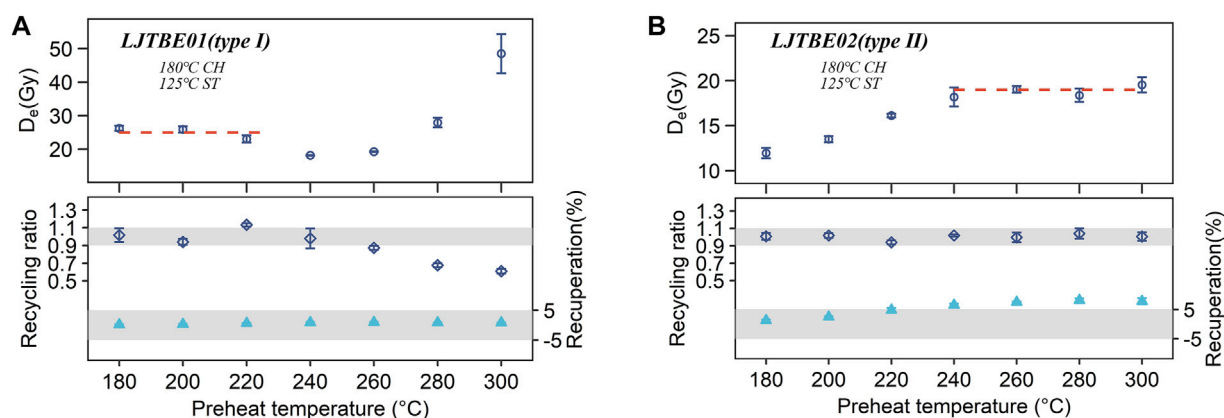 A
LJTBE01(type I)
180℃ CH
125℃ ST
50
40
30
20
De(Gy)
1.3
1.1
0.9
0.7
0.5
Recycling ratio
5
-5
Recuperation(%)
180 200 220 240 260 280 300
Preheat temperature (°C)
B
LJTBE02(type II)
180℃ CH
125℃ ST
25
20
15
10
De(Gy)
1.3
1.1
0.9
0.7
0.5
Recycling ratio
5
-5
Recuperation(%)
180 200 220 240 260 280 300
Preheat temperature (°C)